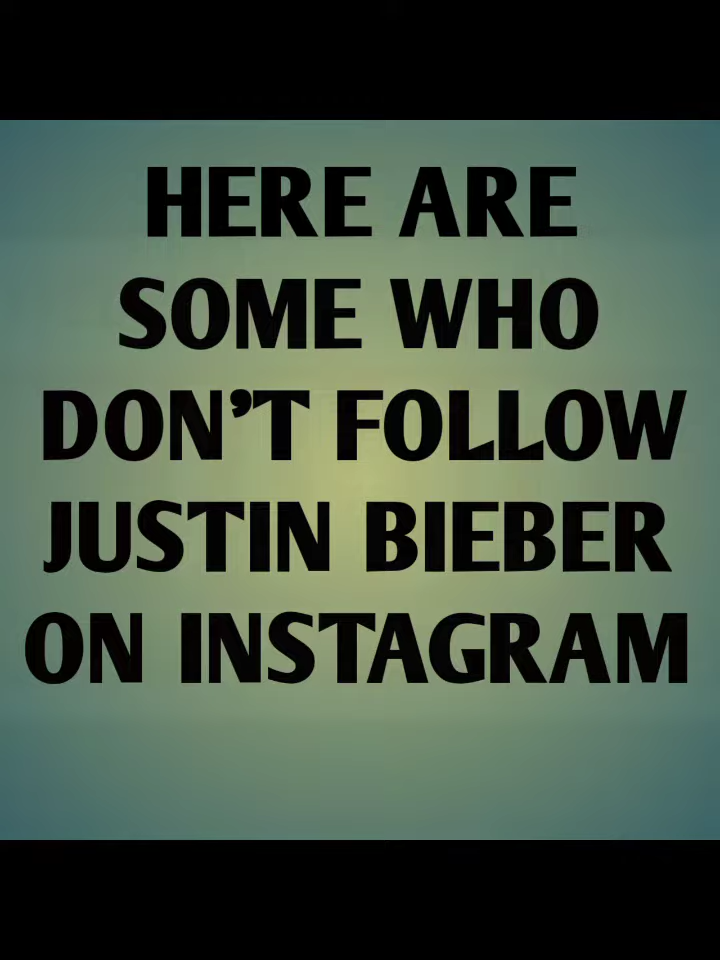 HERE ARE
SOME WHO
DON’T FOLLOW
JUSTIN BIEBER
ON INSTAGRAM